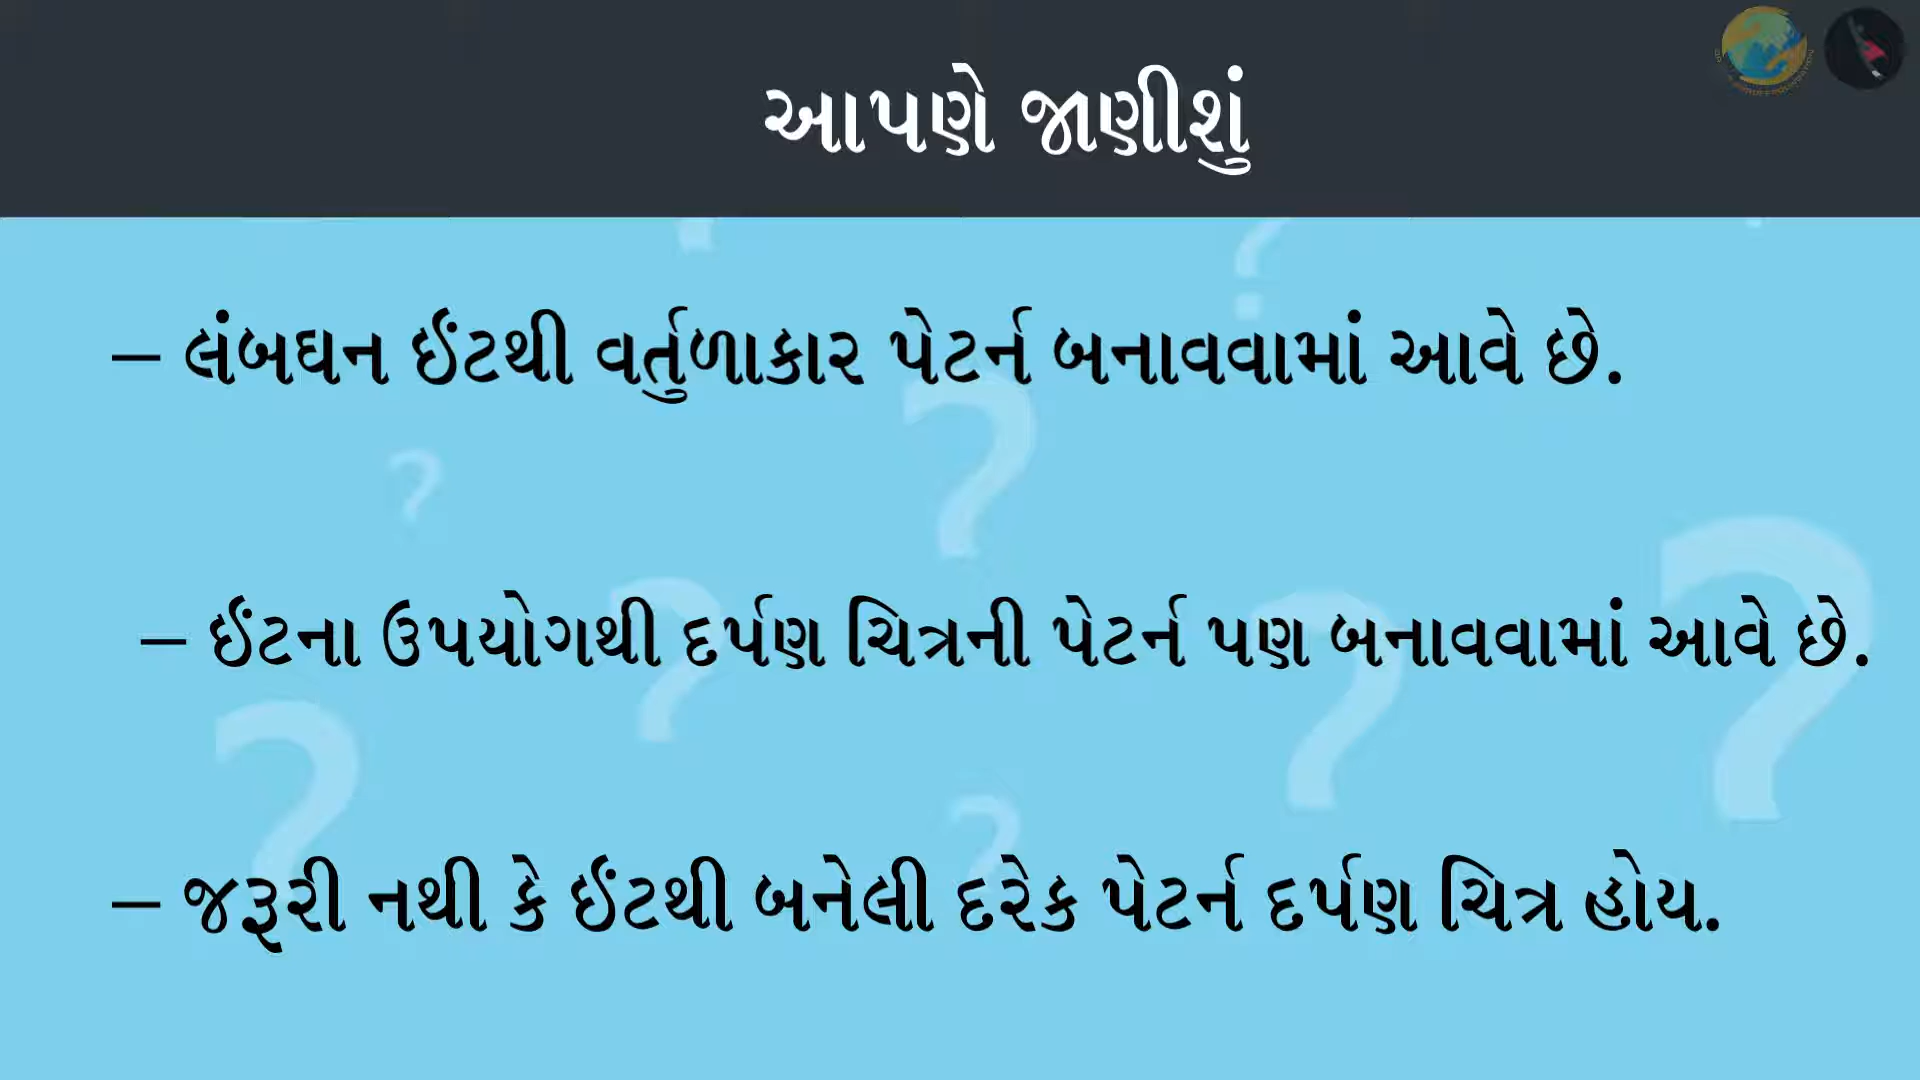 આપણે જાણીશું
– લંબઘન ઈંટથી વર્તુળાકાર પેટર્ન બનાવવામાં આવે છે.
– ઈંટના ઉપયોગથી દર્પણ ચિત્રની પેટર્ન પણ બનાવવામાં આવે છે.
– જરૂરી નથી કે ઈંટથી બનેલી દરેક પેટર્ન દર્પણ ચિત્ર હોય.